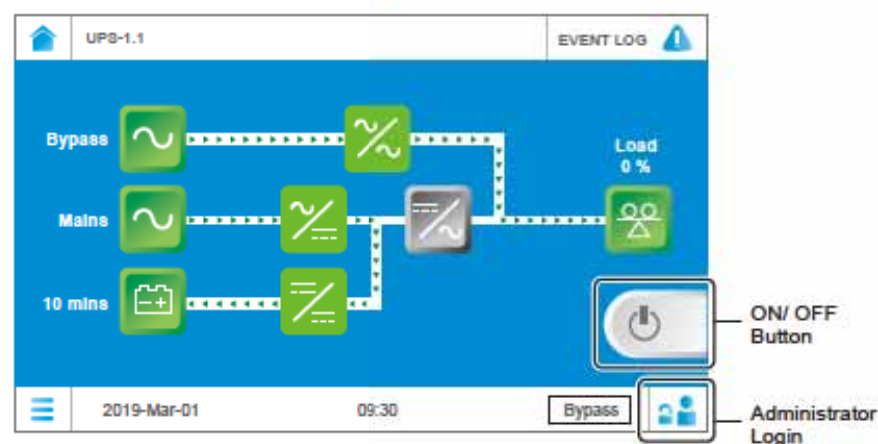 UPS-1.1
EVENT LOG
Bypass
Load
0 %
Mains
10 mins
ON/ OFF
Button
2019-Mar-01
09:30
Bypass
Administrator
Login